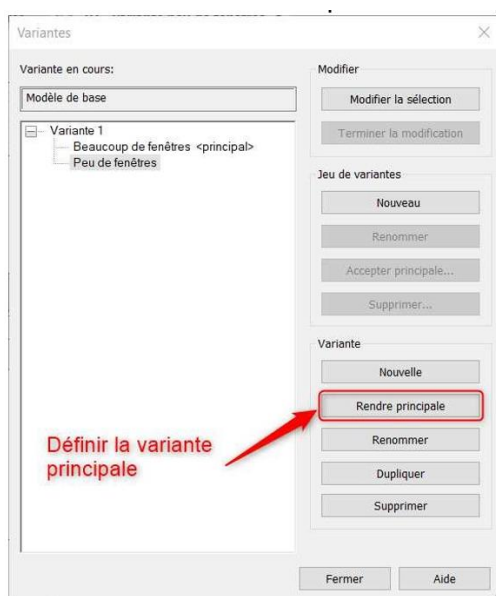 Variantes
Variante en cours:
Modèle de base
Variante 1
Beaucoup de fenêtres <principal>
Peu de fenêtres
Modifier
Modifier la sélection
Terminer la modification
Jeu de variantes
Nouveau
Renommer
Accepter principale...
Supprimer...
Variante
Nouvelle
Rendre principale
Renommer
Dupliquer
Supprimer
Définir la variante
principale
Fermer
Aide